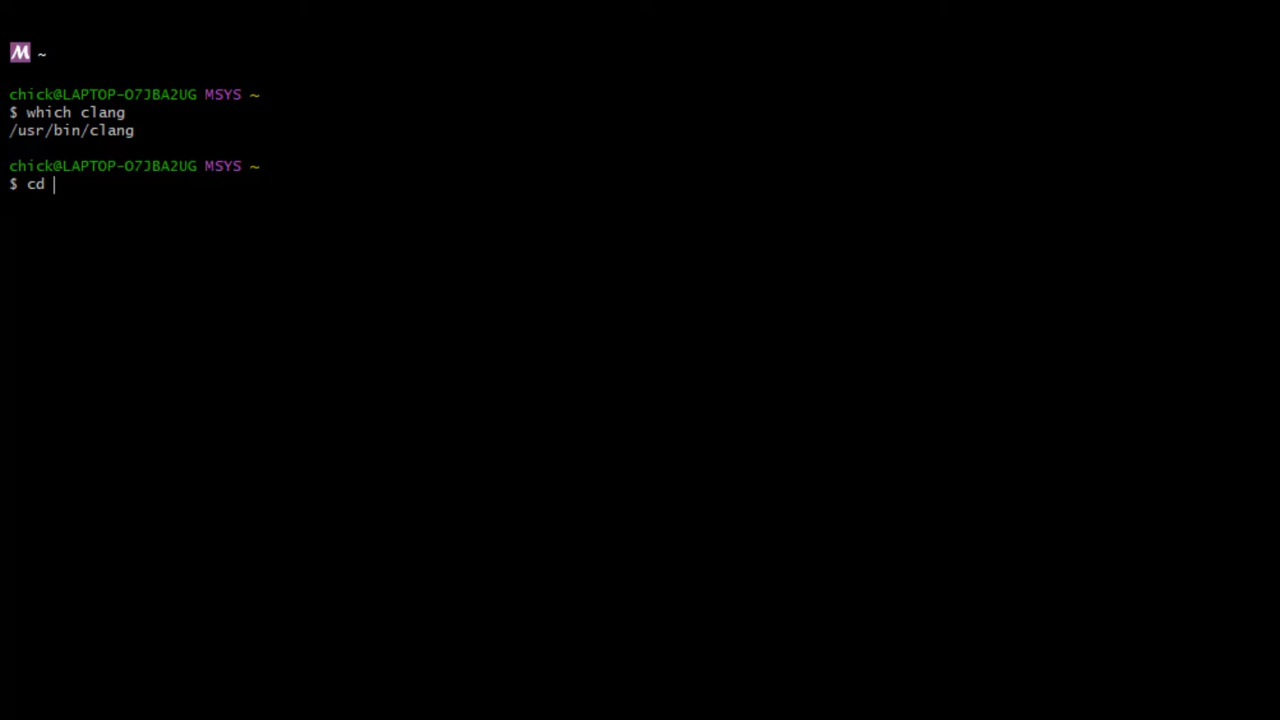 M ~
chick@LAPTOP-O7JBA2UG MSYS ~
$ which clang
/usr/bin/clang
chick@LAPTOP-O7JBA2UG MSYS ~
$ cd